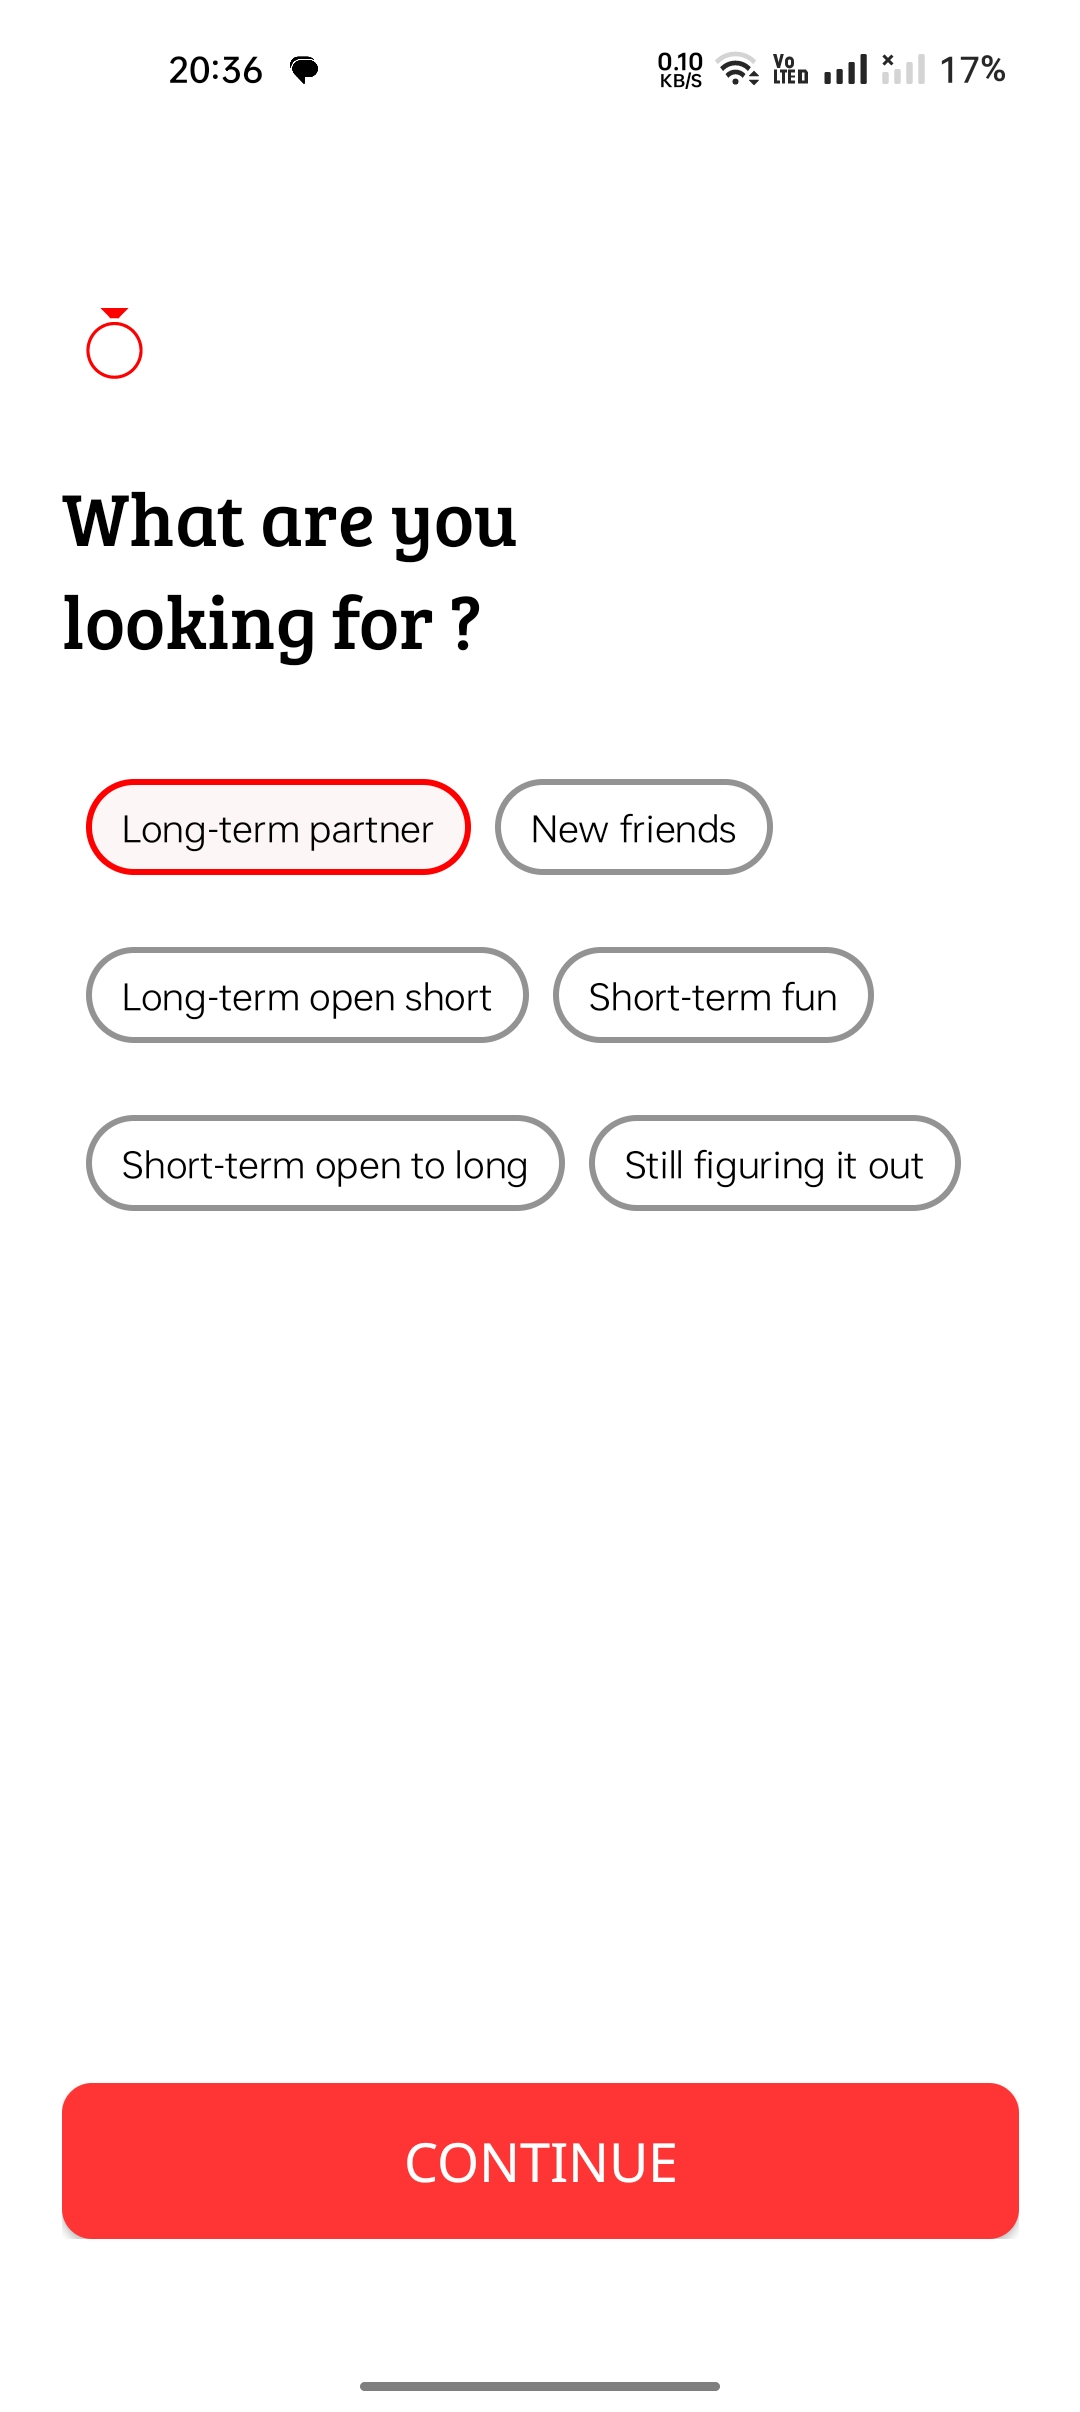 20:36 0.10 KB/S Vo LTE D 17%
What are you
looking for ?
Long-term partner New friends
Long-term open short Short-term fun
Short-term open to long Still figuring it out
CONTINUE